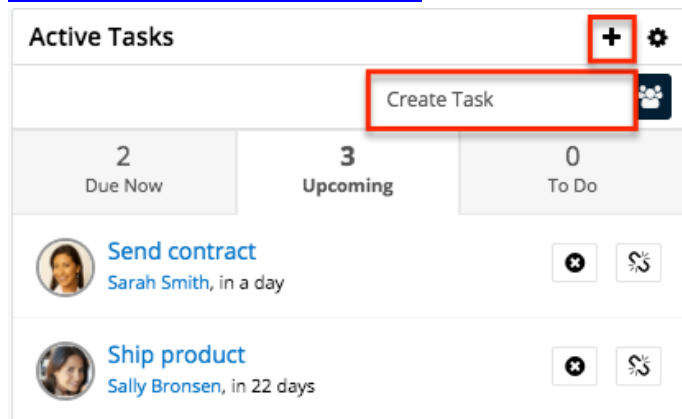 Active Tasks
Create Task
2 3 0
Due Now Upcoming To Do
Send contract
Sarah Smith, in a day
Ship product
Sally Bronsen, in 22 days